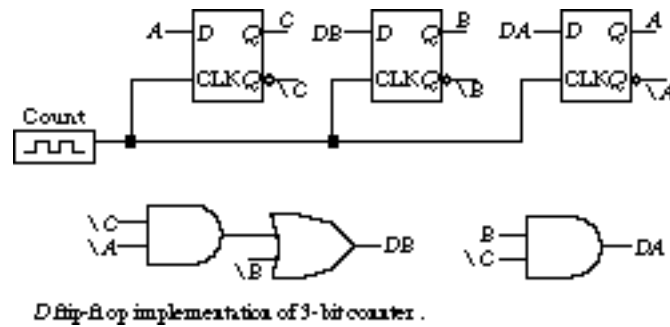 A D Q C DB D Q B DA D Q A
CLK Q \C CLK Q \B CLK Q \A
Count
\C
\A
\B
DB
B
\C
DA
D flip-flop implementation of 3-bit counter.